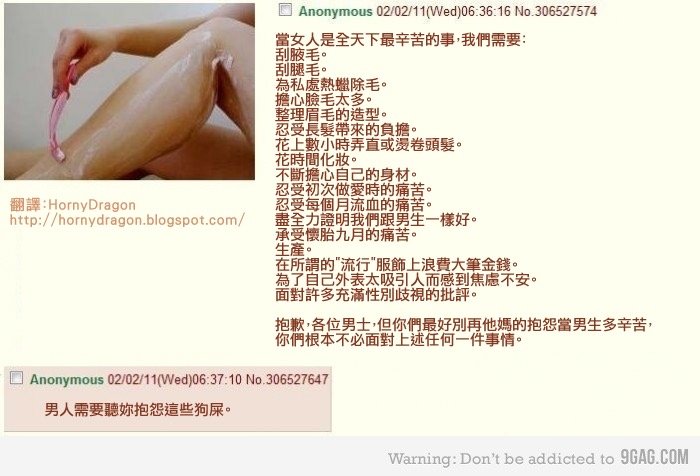 Anonymous 02/02/11(Wed)06:36:16 No.306527574
當女人是全天下最辛苦的事，我們需要：
刮腋毛。
刮腿毛。
為私處熱蠟除毛。
擔心臉毛太多。
整理眉毛的造型。
忍受長髮帶來的負擔。
花上數小時弄直或燙卷頭髮。
花時間化妝。
不斷擔心自己的身材。
忍受初次做愛時的痛苦。
忍受每個月流血的痛苦。
盡全力證明我們跟男生一樣好。
承受懷胎九月的痛苦。
生產。
在所謂的"流行"服飾上浪費大筆金錢。
為了自己外表太吸引人而感到焦慮不安。
面對許多充滿性別歧視的批評。
抱歉，各位男士，但你們最好別再他媽的抱怨當男生多辛苦，
你們根本不必面對上述任何一件事情。
翻譯：HornyDragon
http://hornydragon.blogspot.com/
Anonymous 02/02/11(Wed)06:37:10 No.306527647
男人需要聽妳抱怨這些狗屎。
Warning: Don't be addicted to 9GAG.COM